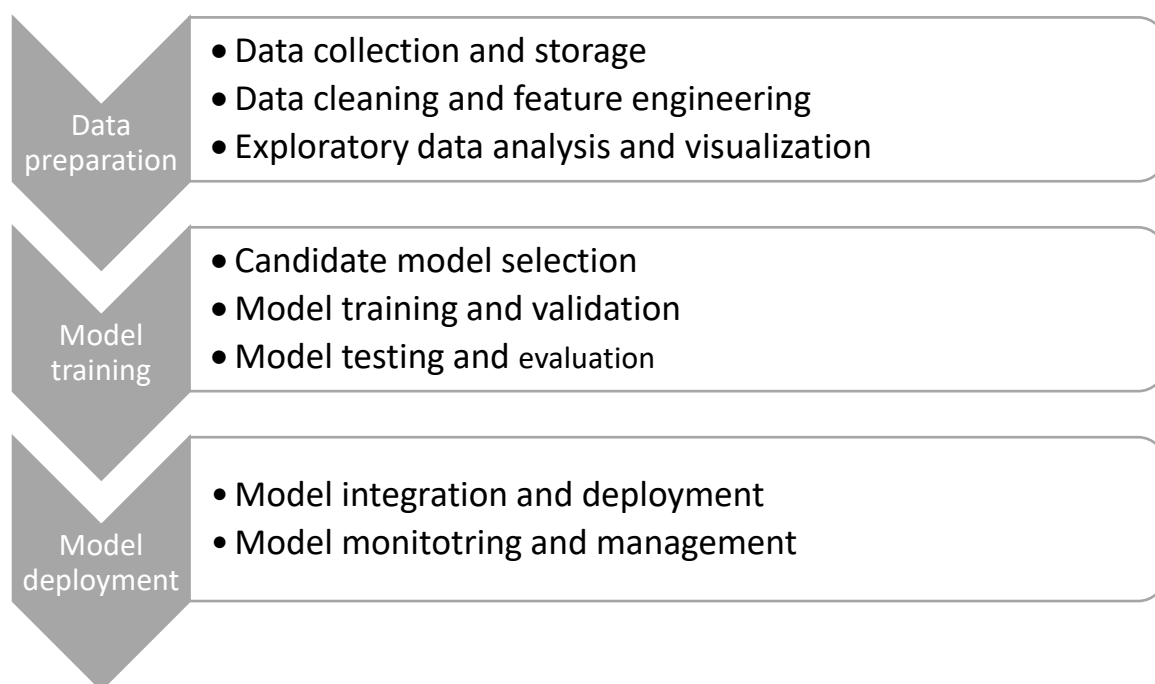 Data
preparation
• Data collection and storage
• Data cleaning and feature engineering
• Exploratory data analysis and visualization
Model
training
• Candidate model selection
• Model training and validation
• Model testing and evaluation
Model
deployment
• Model integration and deployment
• Model monitotring and management